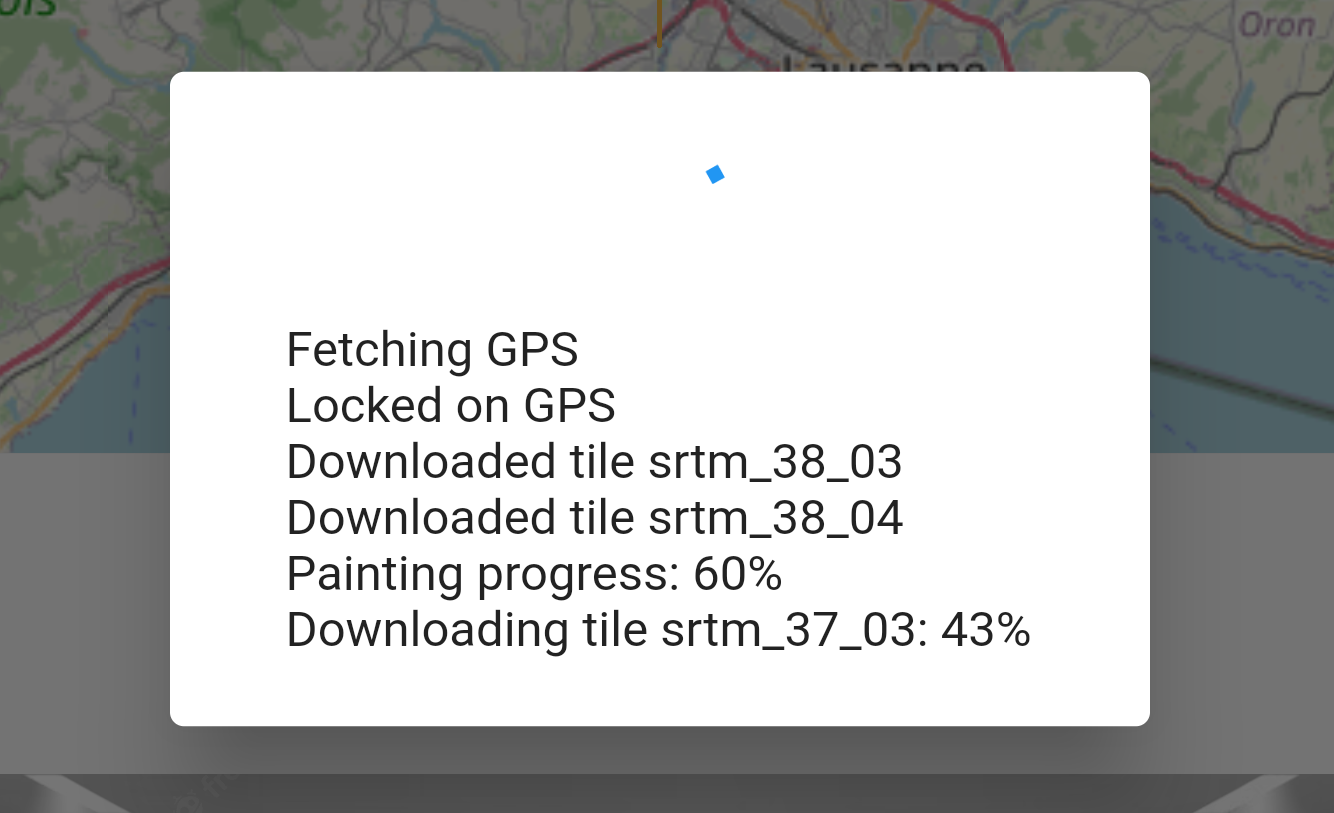 Oron
Lausanne
Fetching GPS
Locked on GPS
Downloaded tile srtm_38_03
Downloaded tile srtm_38_04
Painting progress: 60%
Downloading tile srtm_37_03: 43%